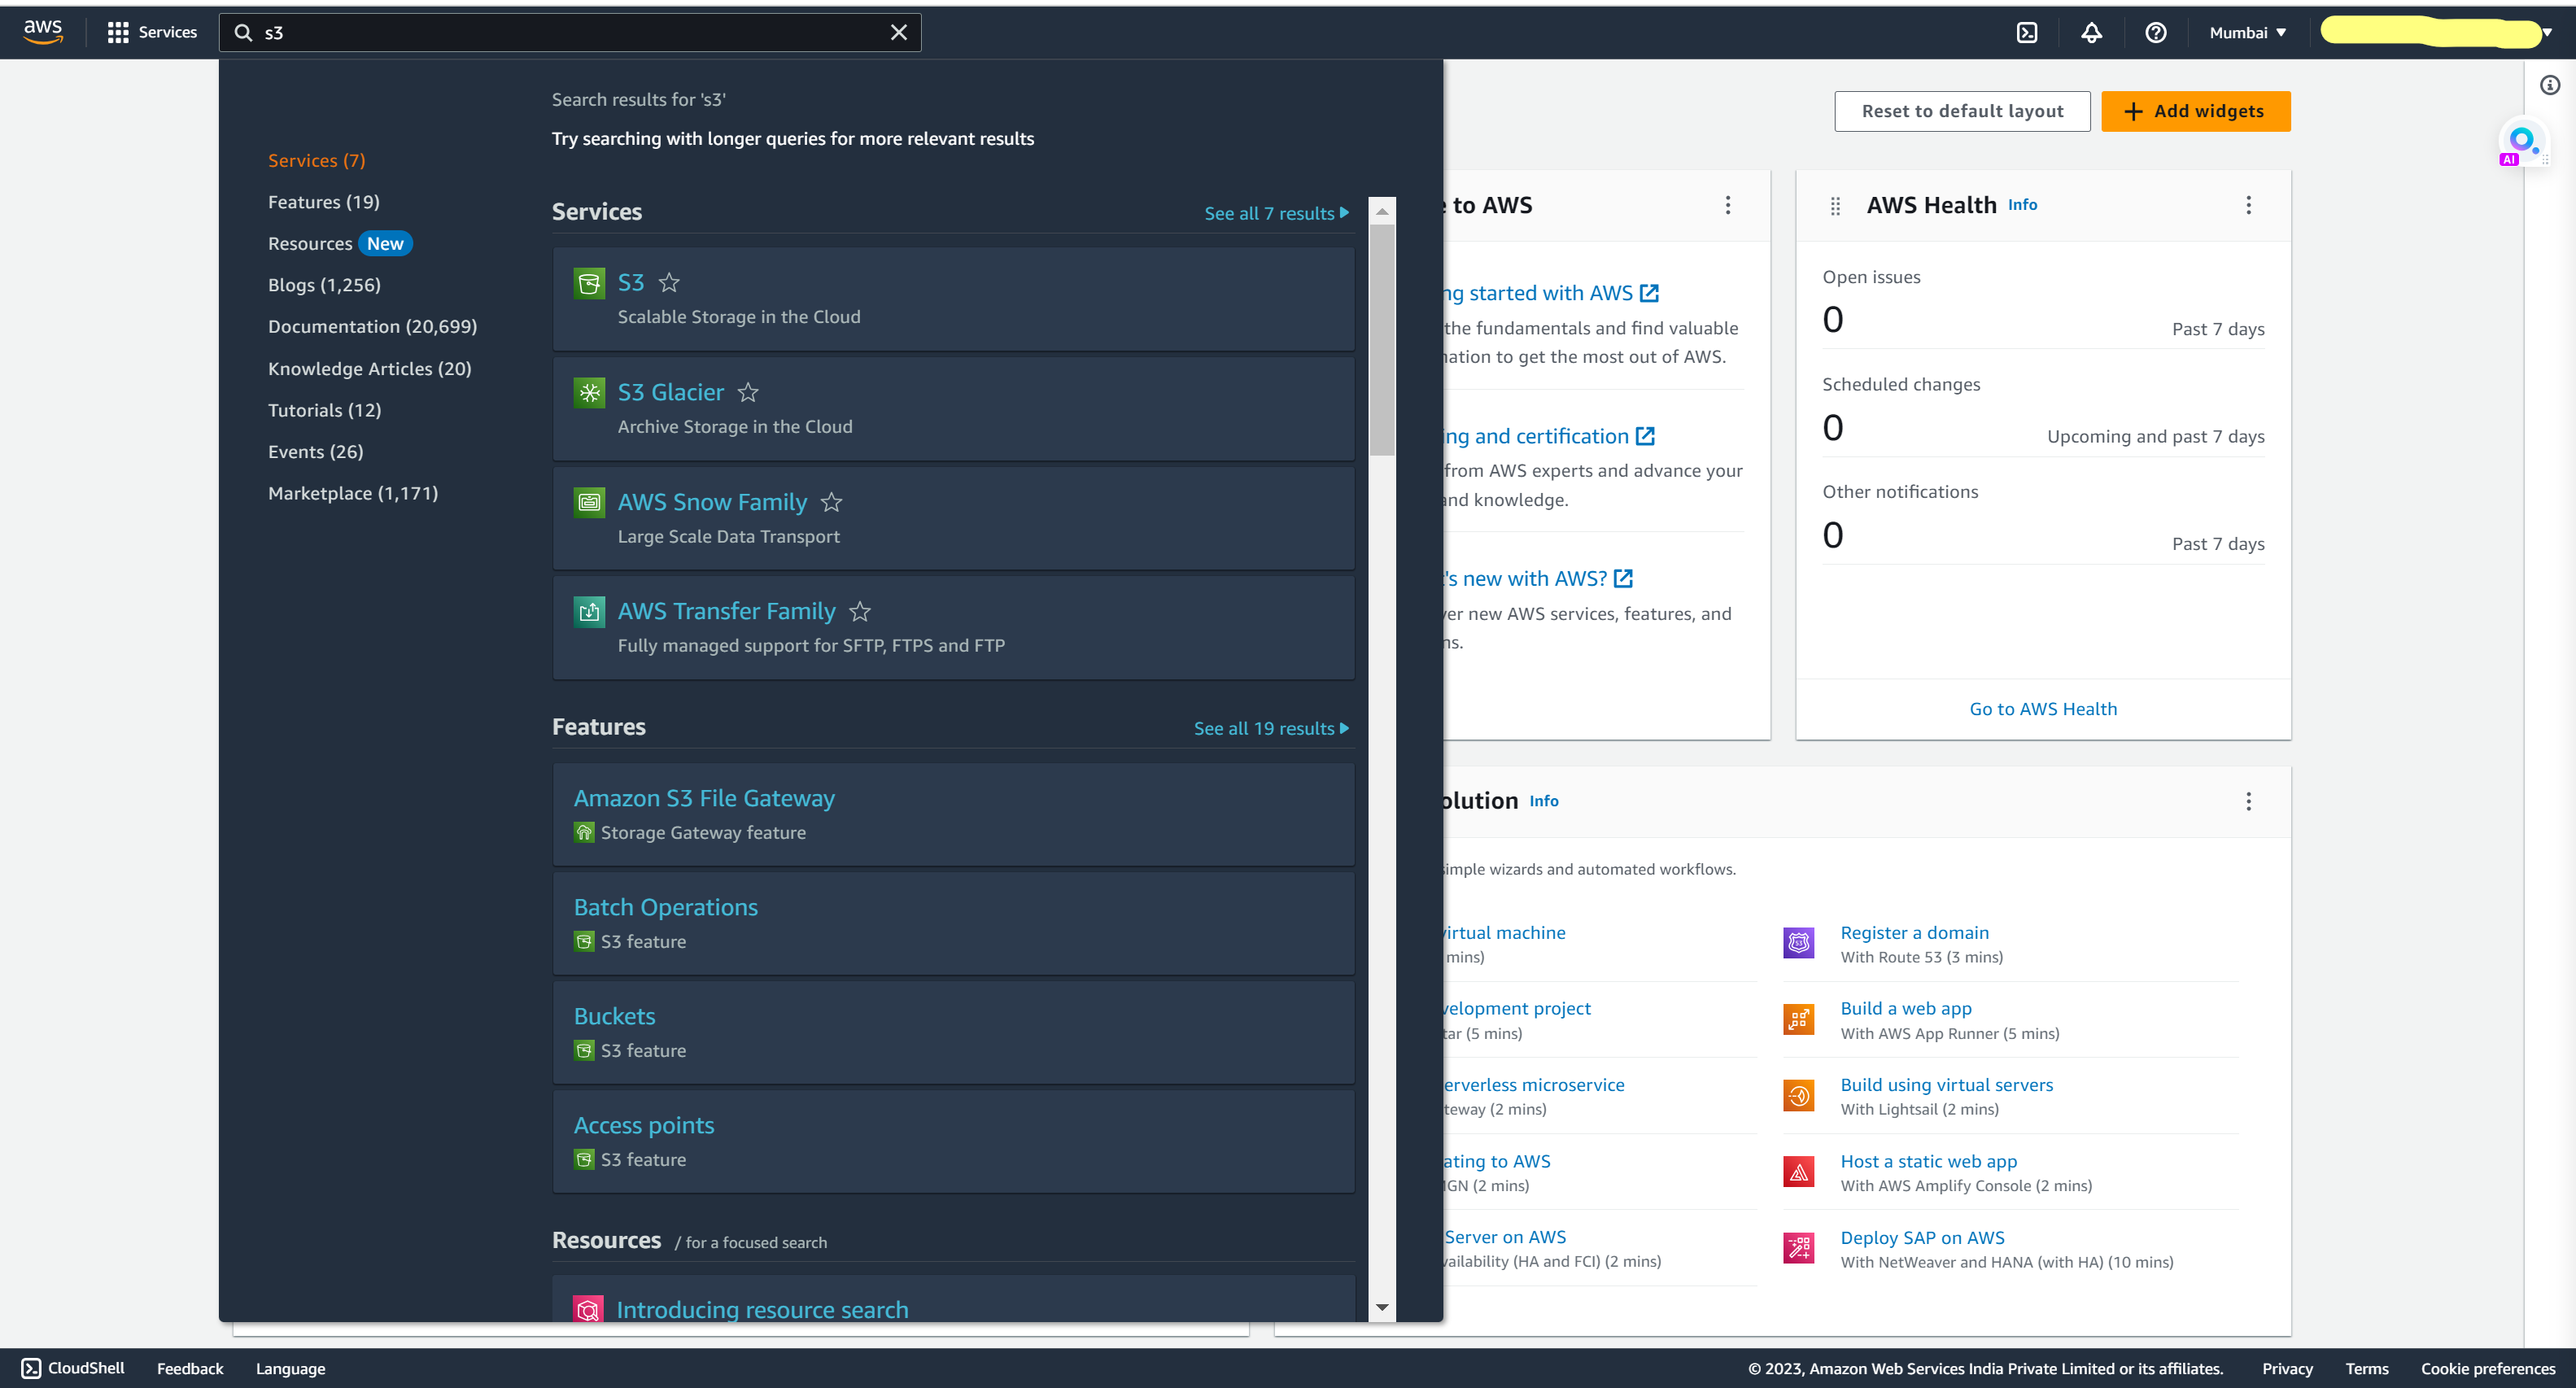 aws
Services
s3
Mumbai
Search results for 's3'
Try searching with longer queries for more relevant results
Services (7)
Features (19)
Resources New
Blogs (1,256)
Documentation (20,699)
Knowledge Articles (20)
Tutorials (12)
Events (26)
Marketplace (1,171)
Services
See all 7 results
S3
Scalable Storage in the Cloud
S3 Glacier
Archive Storage in the Cloud
AWS Snow Family
Large Scale Data Transport
AWS Transfer Family
Fully managed support for SFTP, FTPS and FTP
Features
See all 19 results
Amazon S3 File Gateway
Storage Gateway feature
Batch Operations
S3 feature
Buckets
S3 feature
Access points
S3 feature
Resources / for a focused search
Introducing resource search
Reset to default layout
Add widgets
AI
to AWS
ng started with AWS
the fundamentals and find valuable
nation to get the most out of AWS.
ing and certification
from AWS experts and advance your
and knowledge.
's new with AWS?
ver new AWS services, features, and
ns.
AWS Health Info
Open issues
0
Past 7 days
Scheduled changes
0
Upcoming and past 7 days
Other notifications
0
Past 7 days
Go to AWS Health
olution Info
simple wizards and automated workflows.
virtual machine
mins)
velopment project
tar (5 mins)
erverless microservice
teway (2 mins)
ating to AWS
GN (2 mins)
Server on AWS
vailability (HA and FCI) (2 mins)
Register a domain
With Route 53 (3 mins)
Build a web app
With AWS App Runner (5 mins)
Build using virtual servers
With Lightsail (2 mins)
Host a static web app
With AWS Amplify Console (2 mins)
Deploy SAP on AWS
With NetWeaver and HANA (with HA) (10 mins)
CloudShell
Feedback
Language
© 2023, Amazon Web Services India Private Limited or its affiliates.
Privacy
Terms
Cookie preferences